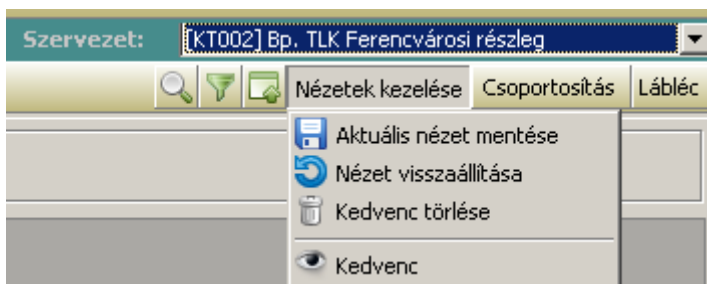 Szervezet: [KT002] Bp. TLK Ferencvárosi részleg
Nézetek kezelése Csoportosítás Lábléc
Aktuális nézet mentése
Nézet visszaállítása
Kedvenc törlése
Kedvenc